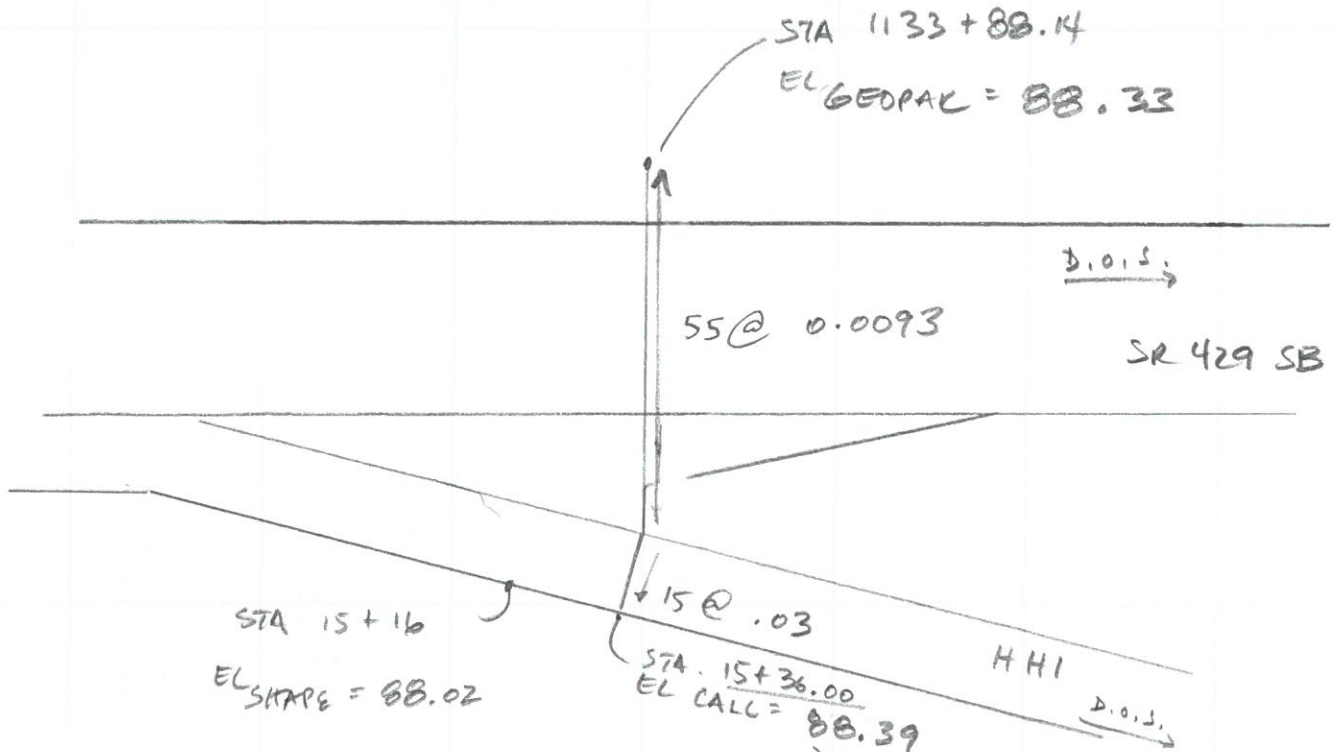 STA 1133 + 88.14
EL GEOPAK = 88.33
D.O.S.
55 @ 0.0093
SR 429 SB
15 @ .03
STA 15 + 16
EL SHAPE = 88.02
STA. 15 + 36.00
EL CALC = 88.39
HHI
D.O.S.